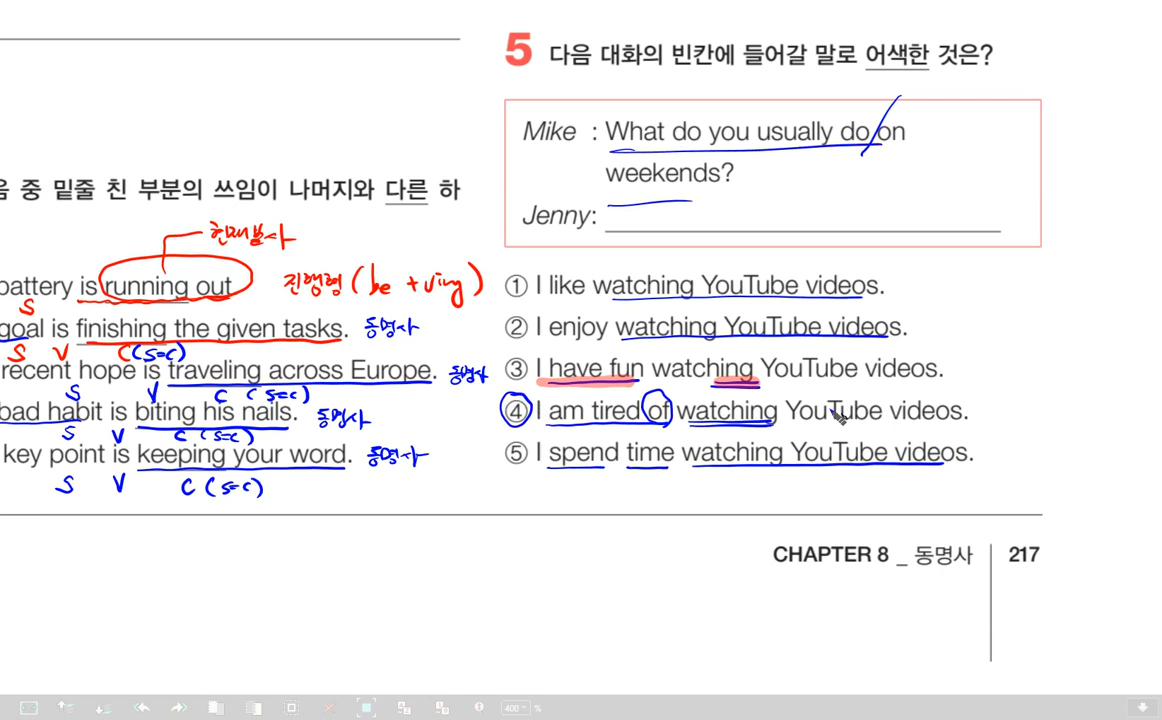 음 중 밑줄 친 부분의 쓰임이 나머지와 다른 하
현재분사
battery is running out
진행형 (be + ving)
S
goal is finishing the given tasks. 동명사
S V C (S=C)
recent hope is traveling across Europe. 동명사
S V C (S=C)
bad habit is biting his nails. 동명사
S V C (S=C)
key point is keeping your word. 동명사
S V C (S=C)
5 다음 대화의 빈칸에 들어갈 말로 어색한 것은?
Mike : What do you usually do on
weekends?
Jenny:
① I like watching YouTube videos.
② I enjoy watching YouTube videos.
③ I have fun watching YouTube videos.
④ I am tired of watching YouTube videos.
⑤ I spend time watching YouTube videos.
CHAPTER 8 _ 동명사 217
400 %